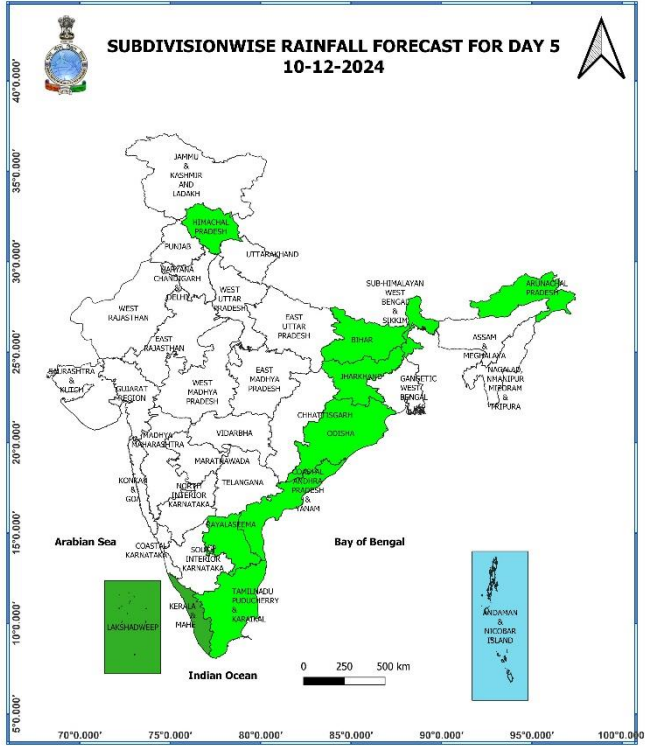 SUBDIVISIONWISE RAINFALL FORECAST FOR DAY 5
10-12-2024
40°0.000'
35°0.000'
30°0.000'
25°0.000'
20°0.000'
15°0.000'
10°0.000'
5°0.000'
JAMMU
&
KASHMIR
AND
LADAKH
HIMACHAL
PRADESH
PUNJAB
UTTARAKHAND
HARYANA
CHANDIGARH
&
DELHI
WEST
UTTAR
PRADESH
SUB-HIMALAYAN
WEST
BENGAL
&
SIKKIM
ARUNACHAL
PRADESH
WEST
RAJASTHAN
EAST
UTTAR
PRADESH
EAST
RAJASTHAN
BIHAR
ASSAM
&
MEGHALAYA
SAURASHTRA
&
KUTCH
GUJARAT
REGION
WEST
MADHYA
PRADESH
EAST
MADHYA
PRADESH
JHARKHAND
GANGETIC
WEST
BENGAL
NAGALAD,
NMANIPUR
MIZORAM
&
TRIPURA
CHHATTISGARH
ODISHA
MADHYA
MAHARASHTRA
VIDARBHA
MARATHAWADA
TELANGANA
COASTAL
ANDHRA
PRADESH
&
YANAM
KONKAN
&
GOA
NORTH
INTERIOR
KARNATAKA
RAYALASEEMA
Arabian Sea
COASTAL
KARNATAKA
SOUTH
INTERIOR
KARNATAKA
Bay of Bengal
LAKSHADWEEP
KERALA
&
MAHE
TAMILNADU
PUDUCHERRY
&
KARAIKAL
ANDAMAN
&
NICOBAR
ISLAND
Indian Ocean
0 250 500 km
70°0.000' 75°0.000' 80°0.000' 85°0.000' 90°0.000' 95°0.000' 100°0.000'